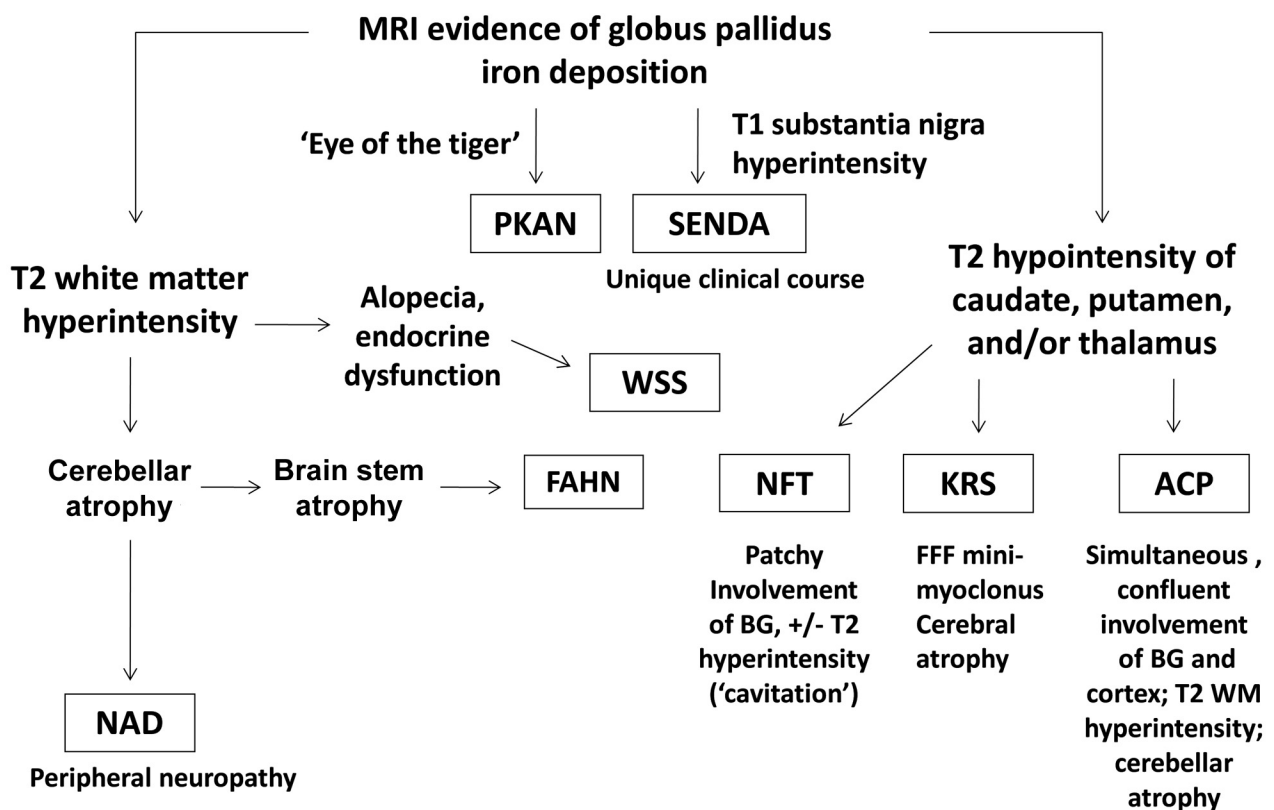 MRI evidence of globus pallidus
iron deposition
‘Eye of the tiger’
T1 substantia nigra
hyperintensity
PKAN
SENDA
Unique clinical course
T2 white matter
hyperintensity
Alopecia,
endocrine
dysfunction
WSS
T2 hypointensity of
caudate, putamen,
and/or thalamus
Cerebellar
atrophy
Brain stem
atrophy
FAHN
NFT
KRS
ACP
Patchy
Involvement
of BG, +/- T2
hyperintensity
(‘cavitation’)
FFF mini-
myoclonus
Cerebral
atrophy
Simultaneous ,
confluent
involvement
of BG and
cortex; T2 WM
hyperintensity;
cerebellar
atrophy
NAD
Peripheral neuropathy